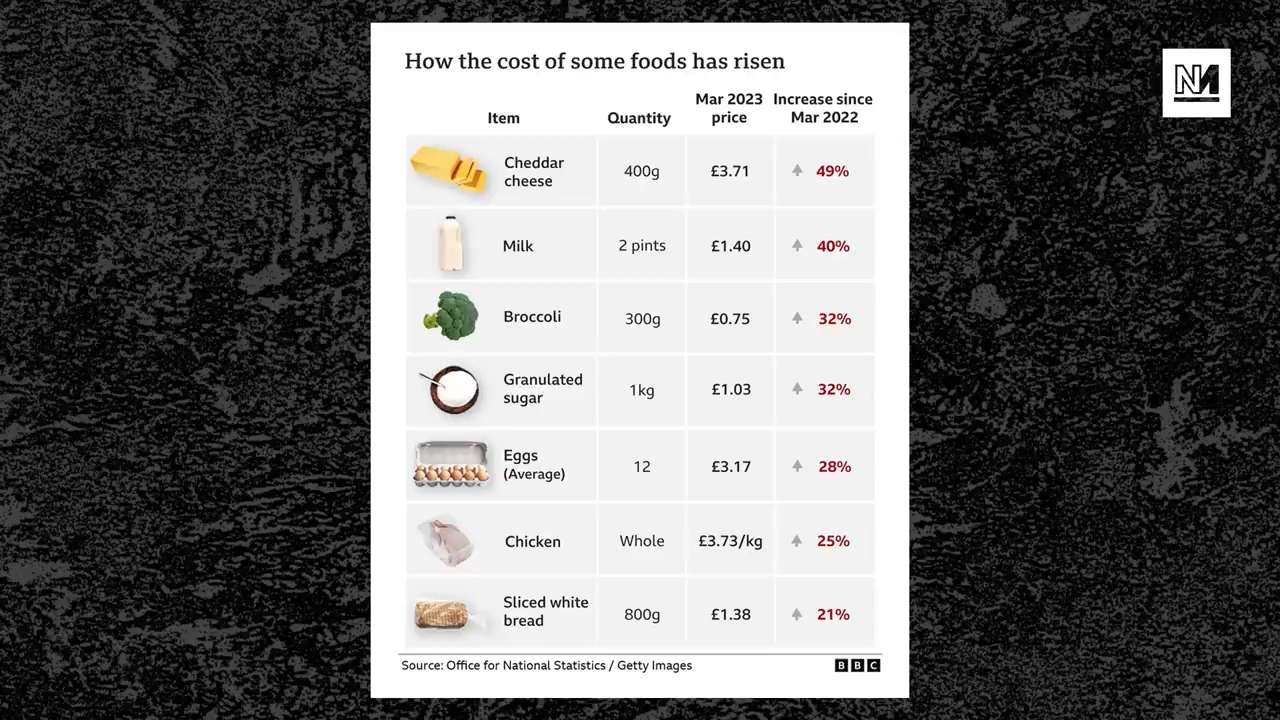 How the cost of some foods has risen
Item
Quantity
Mar 2023
price
Increase since
Mar 2022
Cheddar
cheese
400g
£3.71
49%
Milk
2 pints
£1.40
40%
Broccoli
300g
£0.75
32%
Granulated
sugar
1kg
£1.03
32%
Eggs
(Average)
12
£3.17
28%
Chicken
Whole
£3.73/kg
25%
Sliced white
bread
800g
£1.38
21%
Source: Office for National Statistics / Getty Images
BBC
NM